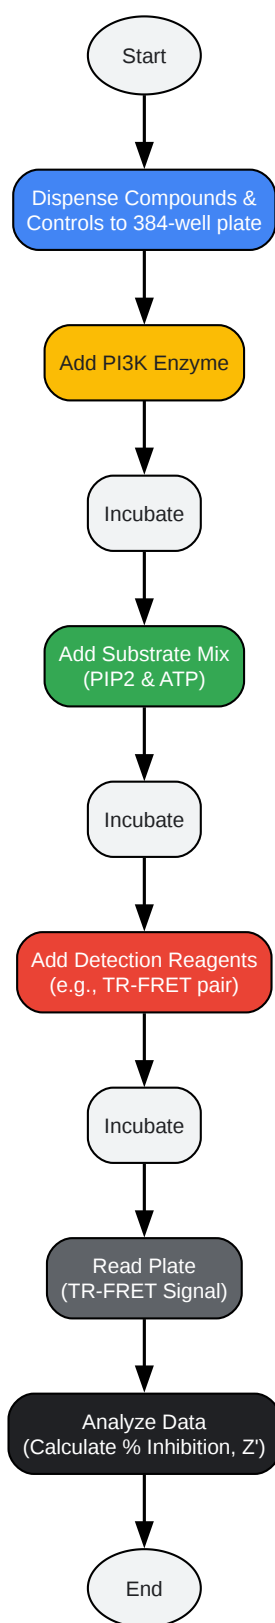 Start
Dispense Compounds &
Controls to 384-well plate
Add PI3K Enzyme
Incubate
Add Substrate Mix
(PIP2 & ATP)
Incubate
Add Detection Reagents
(e.g., TR-FRET pair)
Incubate
Read Plate
(TR-FRET Signal)
Analyze Data
(Calculate % Inhibition, Z')
End